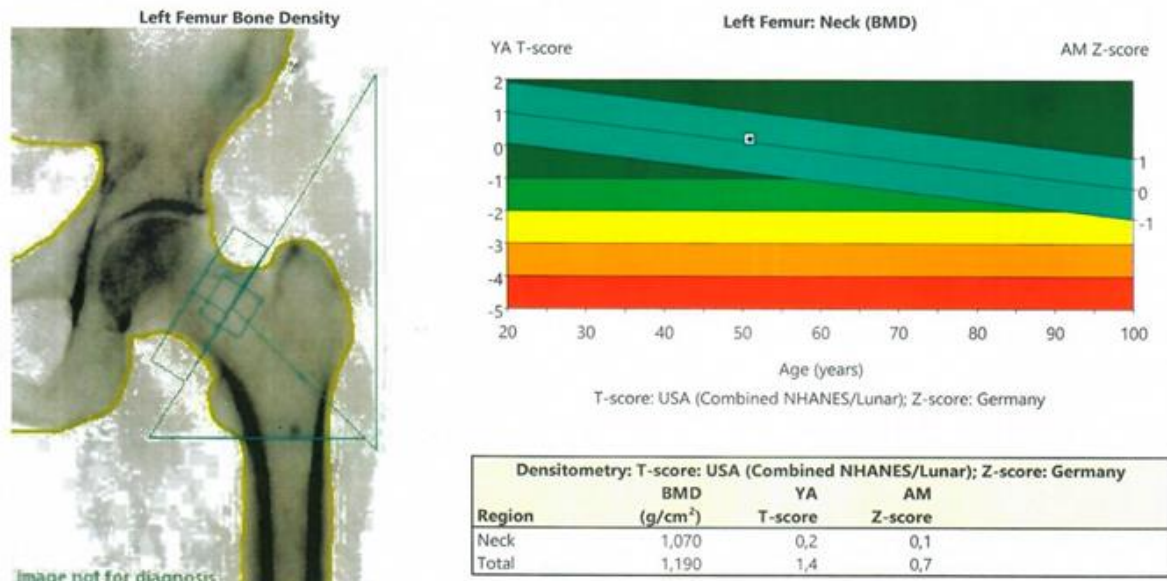 Left Femur Bone Density
Image not for diagnosis
Left Femur: Neck (BMD)
YA T-score
AM Z-score
2
1
0
-1
-2
-3
-4
-5
1
0
-1
20 30 40 50 60 70 80 90 100
Age (years)
T-score: USA (Combined NHANES/Lunar); Z-score: Germany
Densitometry: T-score: USA (Combined NHANES/Lunar); Z-score: Germany
BMD YA AM
Region (g/cm²) T-score Z-score
Neck 1,070 0,2 0,1
Total 1,190 1,4 0,7